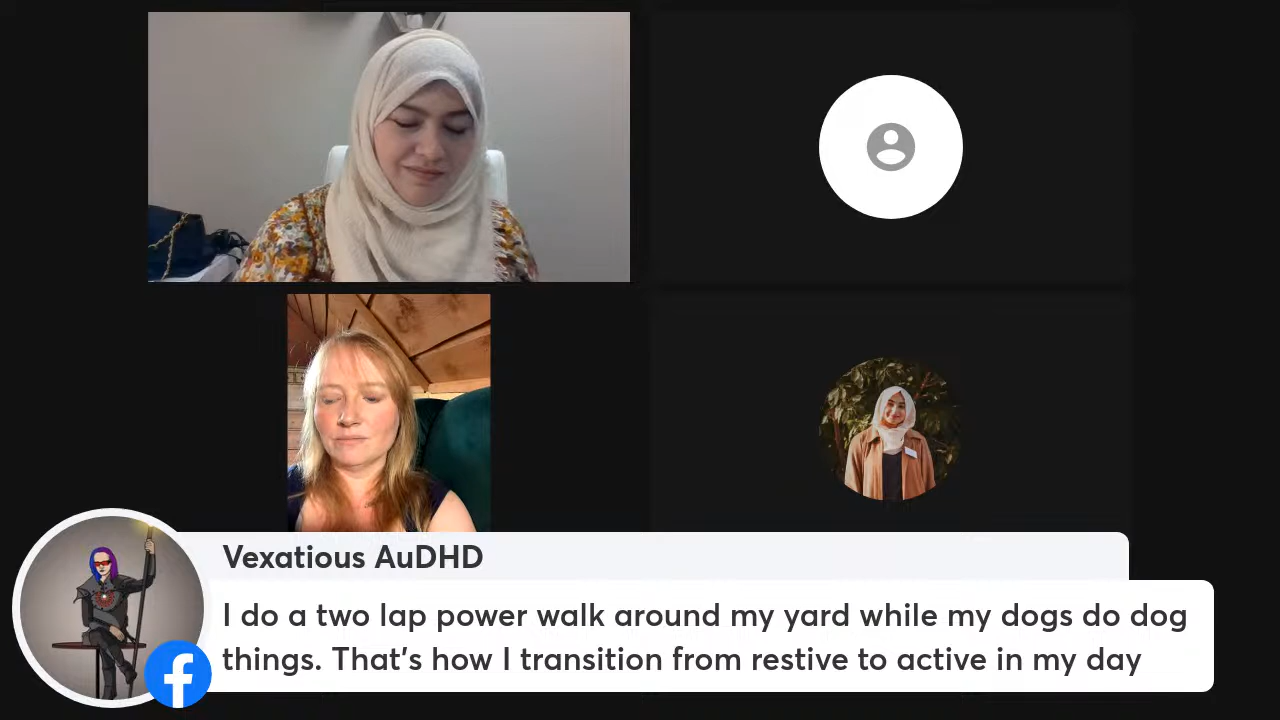 Vexatious AuDHD
I do a two lap power walk around my yard while my dogs do dog
things. That's how I transition from restive to active in my day